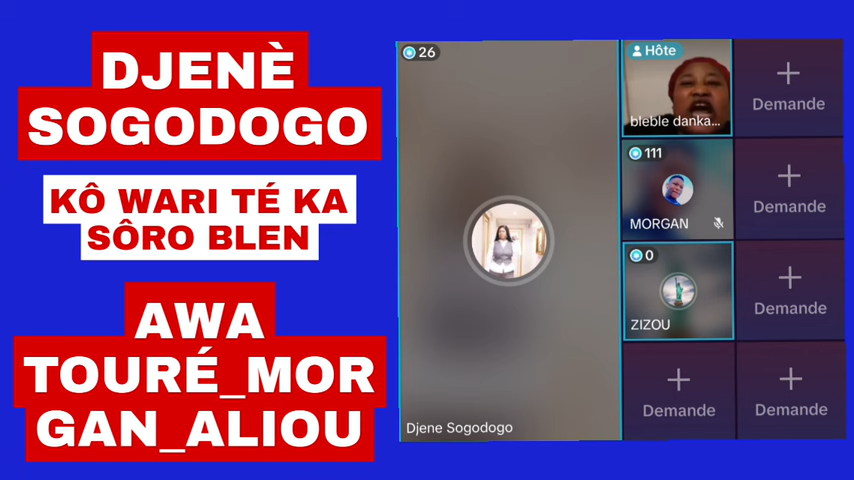 DJENÈ
SOGODOGO
KÔ WARI TÉ KA
SÔRO BLEN
AWA
TOURÉ_MOR
GAN_ALIOU
26
Djene Sogodogo
Hôte
bleble danka...
111
MORGAN
0
ZIZOU
Demande
Demande
Demande
Demande
Demande